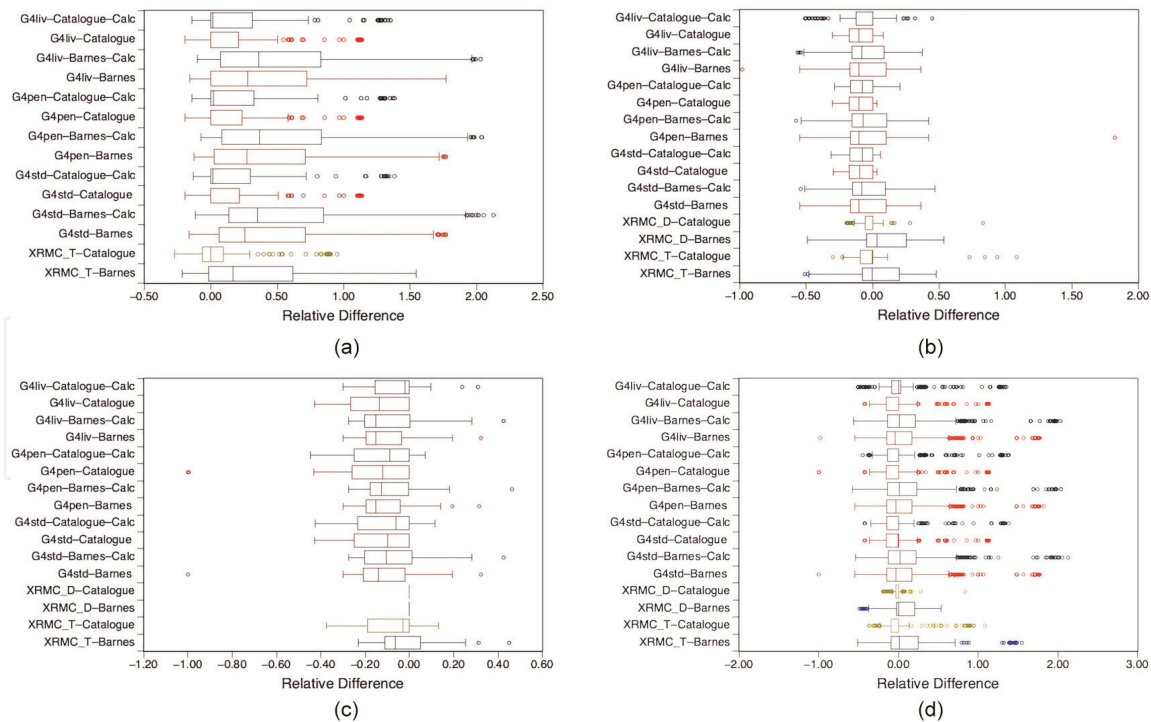 G4liv–Catalogue–Calc
G4liv–Catalogue
G4liv–Barnes–Calc
G4liv–Barnes
G4pen–Catalogue–Calc
G4pen–Catalogue
G4pen–Barnes–Calc
G4pen–Barnes
G4std–Catalogue–Calc
G4std–Catalogue
G4std–Barnes–Calc
G4std–Barnes
XRMC_T–Catalogue
XRMC_T–Barnes
−0.50 0.00 0.50 1.00 1.50 2.00 2.50
Relative Difference
(a)
G4liv–Catalogue–Calc
G4liv–Catalogue
G4liv–Barnes–Calc
G4liv–Barnes
G4pen–Catalogue–Calc
G4pen–Catalogue
G4pen–Barnes–Calc
G4pen–Barnes
G4std–Catalogue–Calc
G4std–Catalogue
G4std–Barnes–Calc
G4std–Barnes
XRMC_D–Catalogue
XRMC_D–Barnes
XRMC_T–Catalogue
XRMC_T–Barnes
−1.00 −0.50 0.00 0.50 1.00 1.50 2.00
Relative Difference
(b)
G4liv–Catalogue–Calc
G4liv–Catalogue
G4liv–Barnes–Calc
G4liv–Barnes
G4pen–Catalogue–Calc
G4pen–Catalogue
G4pen–Barnes–Calc
G4pen–Barnes
G4std–Catalogue–Calc
G4std–Catalogue
G4std–Barnes–Calc
G4std–Barnes
XRMC_D–Catalogue
XRMC_D–Barnes
XRMC_T–Catalogue
XRMC_T–Barnes
−1.20 −1.00 −0.80 −0.60 −0.40 −0.20 −0.00 0.20 0.40 0.60
Relative Difference
(c)
G4liv–Catalogue–Calc
G4liv–Catalogue
G4liv–Barnes–Calc
G4liv–Barnes
G4pen–Catalogue–Calc
G4pen–Catalogue
G4pen–Barnes–Calc
G4pen–Barnes
G4std–Catalogue–Calc
G4std–Catalogue
G4std–Barnes–Calc
G4std–Barnes
XRMC_D–Catalogue
XRMC_D–Barnes
XRMC_T–Catalogue
XRMC_T–Barnes
−2.00 −1.00 0.00 1.00 2.00 3.00
Relative Difference
(d)